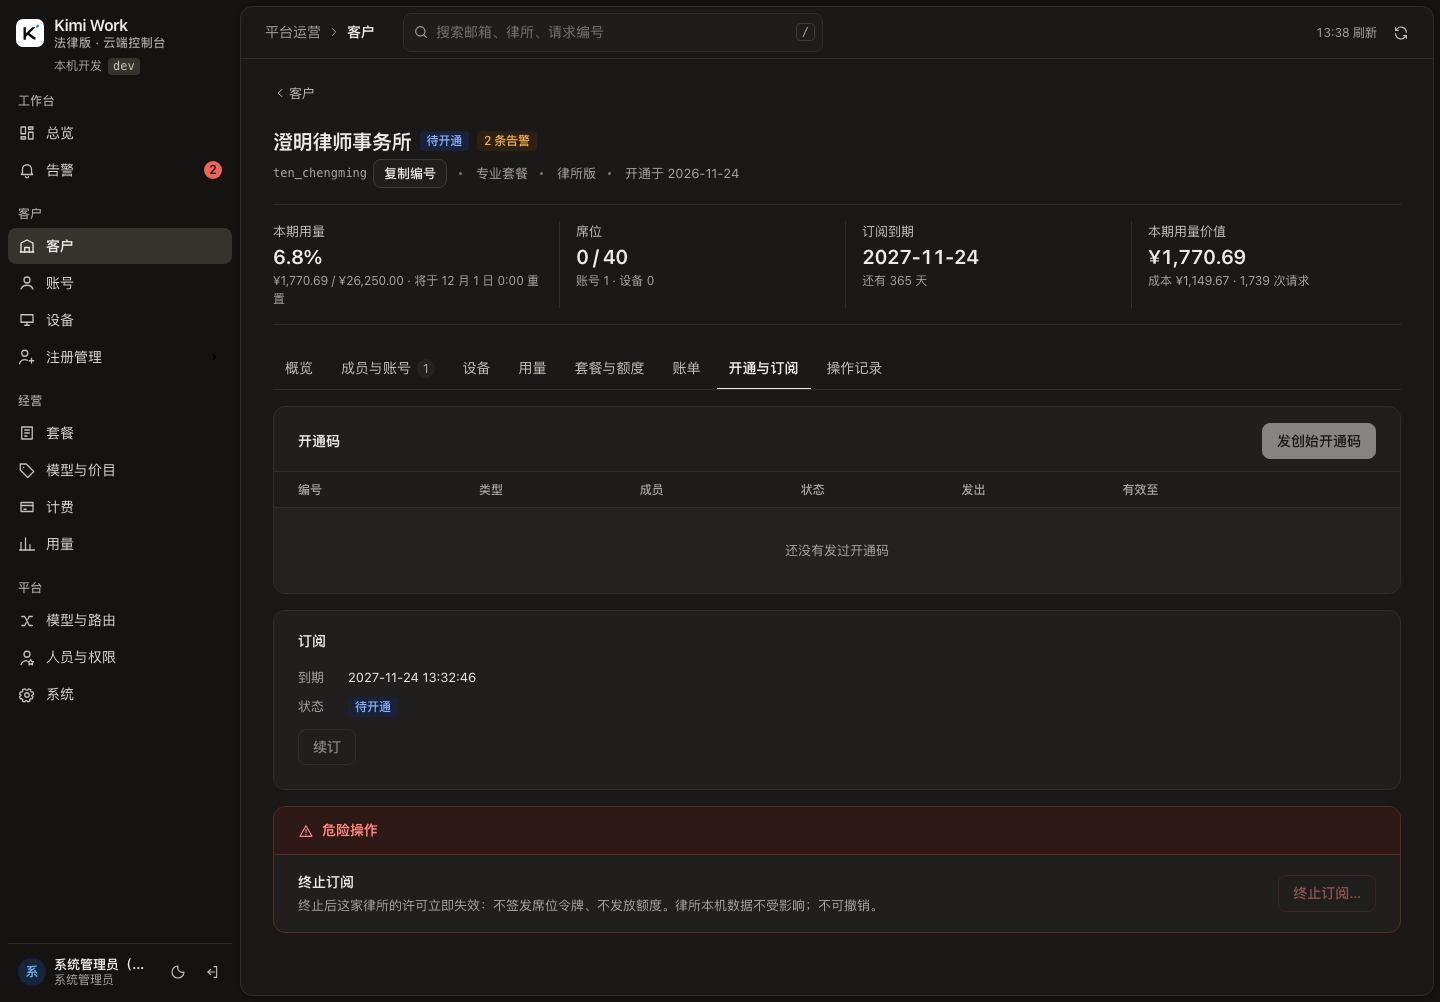 Kimi Work
法律版 · 云端控制台
本机开发 dev
工作台
总览
告警 2
客户
客户
账号
设备
注册管理
经营
套餐
模型与价目
计费
用量
平台
模型与路由
人员与权限
系统
系 系统管理员（...
系统管理员
平台运营 客户
搜索邮箱、律所、请求编号 /
13:38 刷新
客户
澄明律师事务所 待开通 2 条告警
ten_chengming 复制编号 • 专业套餐 • 律所版 • 开通于 2026-11-24
本期用量
6.8%
¥1,770.69 / ¥26,250.00 · 将于 12 月 1 日 0:00 重
置
席位
0 / 40
账号 1 · 设备 0
订阅到期
2027-11-24
还有 365 天
本期用量价值
¥1,770.69
成本 ¥1,149.67 · 1,739 次请求
概览 成员与账号 1 设备 用量 套餐与额度 账单 开通与订阅 操作记录
开通码 发创始开通码
编号 类型 成员 状态 发出 有效至
还没有发过开通码
订阅
到期 2027-11-24 13:32:46
状态 待开通
续订
危险操作
终止订阅
终止后这家律所的许可立即失效：不签发席位令牌、不发放额度。律所本机数据不受影响；不可撤销。
终止订阅...